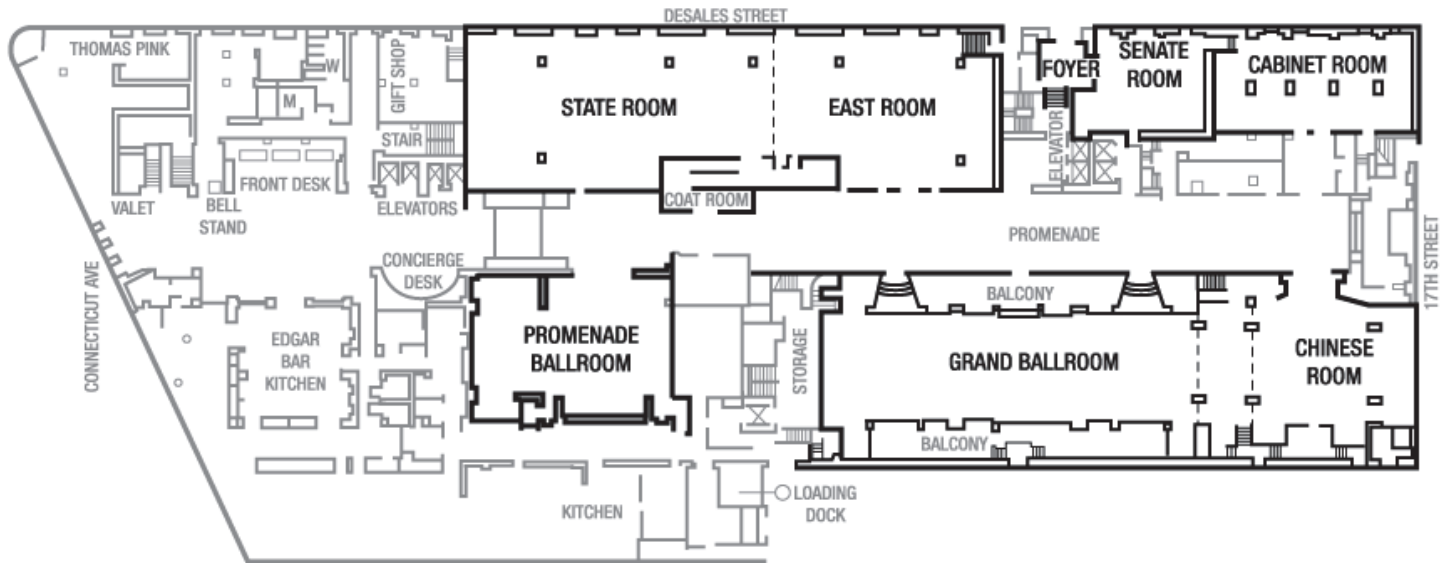 DESALES STREET
THOMAS PINK
W
M
GIFT SHOP
STAIR
STATE ROOM
EAST ROOM
FOYER
SENATE
ROOM
CABINET ROOM
ELEVATOR
FRONT DESK
VALET
BELL
STAND
ELEVATORS
COAT ROOM
PROMENADE
17TH STREET
CONNECTICUT AVE
CONCIERGE
DESK
EDGAR
BAR
KITCHEN
PROMENADE
BALLROOM
STORAGE
BALCONY
GRAND BALLROOM
CHINESE
ROOM
BALCONY
KITCHEN
LOADING
DOCK